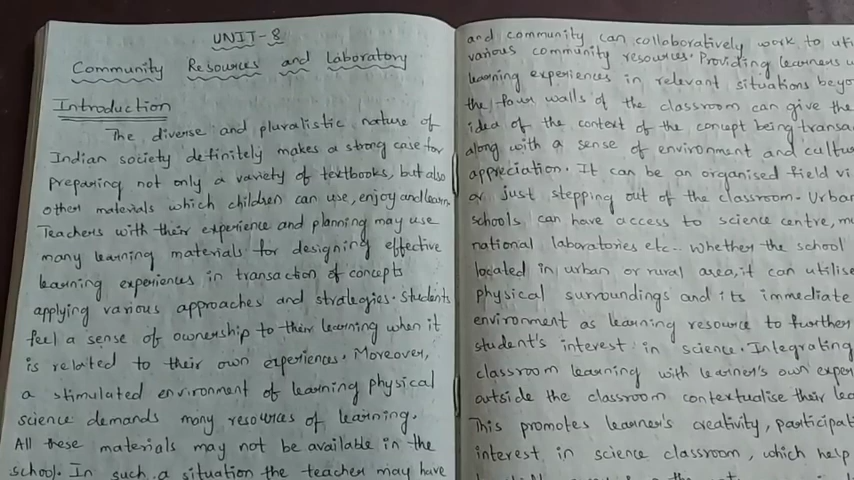 UNIT-8
Community Resources and Laboratory
Introduction
The diverse and pluralistic nature of
Indian society definitely makes a strong case for
preparing not only a variety of textbooks, but also
other materials which children can use, enjoy and learn.
Teachers with their experience and planning may use
many learning materials for designing effective
learning experiences in transaction of concepts
applying various approaches and strategies. Students
feel a sense of ownership to their learning when it
is related to their own experiences. Moreover,
a stimulated environment of learning physical
science demands many resources of learning.
All these materials may not be available in the
school. In such a situation the teacher may have
and community can collaboratively work to uti
various community resources. Providing learners
learning experiences in relevant situations beyo
the four walls of the classroom can give the
idea of the context of the concept being transa
along with a sense of environment and cultu
appreciation. It can be an organised field vi
or just stepping out of the classroom. Urban
schools can have access to science centre, m
national laboratories etc.. whether the school
located in urban or rural area, it can utilise
physical surroundings and its immediate
environment as learning resource to further
student's interest in science. Integrating
classroom learning with learner's own exper
outside the classroom contextualise their lea
This promotes learner's creativity, participat
interest in science classroom, which help